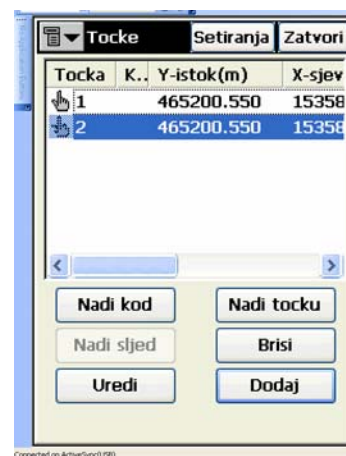 Tocke Setiranja Zatvori
Tocka K.. Y-istok(m) X-sjev
1 465200.550 15358
2 465200.550 15358
Nadi kod Nadi tocku
Nadi sljed Brisi
Uredi Dodaj
Connected on ActiveSync(USB)